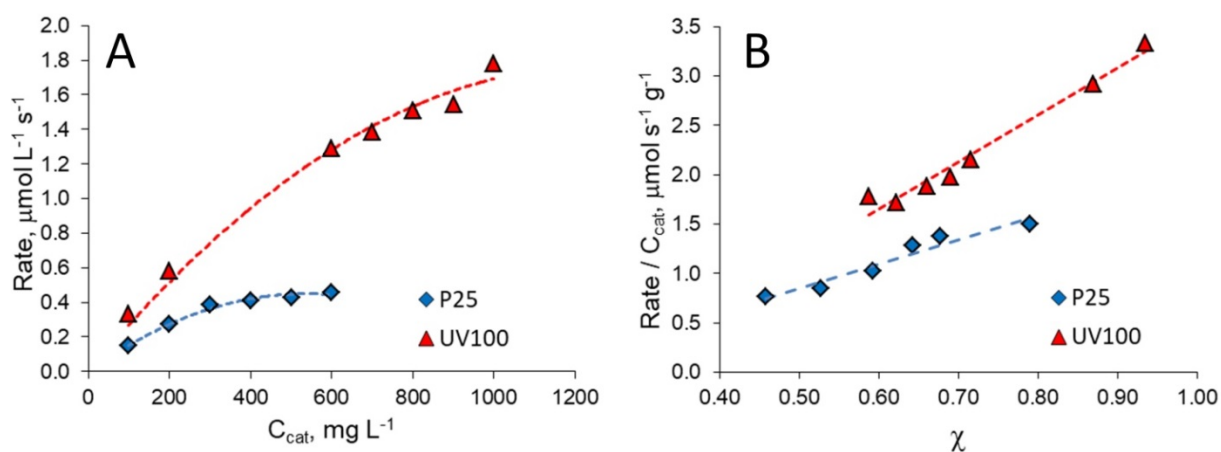 A
Rate, μmol L⁻¹ s⁻¹
2.0
1.8
1.6
1.4
1.2
1.0
0.8
0.6
0.4
0.2
0.0
P25
UV100
0 200 400 600 800 1000 1200
C_cat, mg L⁻¹
B
Rate / C_cat, μmol s⁻¹ g⁻¹
3.5
3.0
2.5
2.0
1.5
1.0
0.5
0.0
P25
UV100
0.40 0.50 0.60 0.70 0.80 0.90 1.00
χ